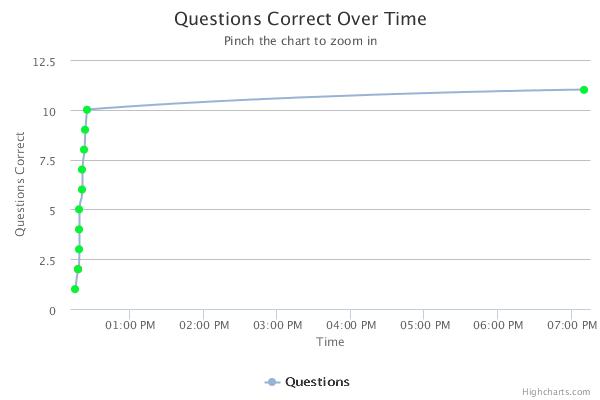 Questions Correct Over Time
Pinch the chart to zoom in
Questions Correct
12.5
10
7.5
5
2.5
0
01:00 PM 02:00 PM 03:00 PM 04:00 PM 05:00 PM 06:00 PM 07:00 PM
Time
Questions
Highcharts.com